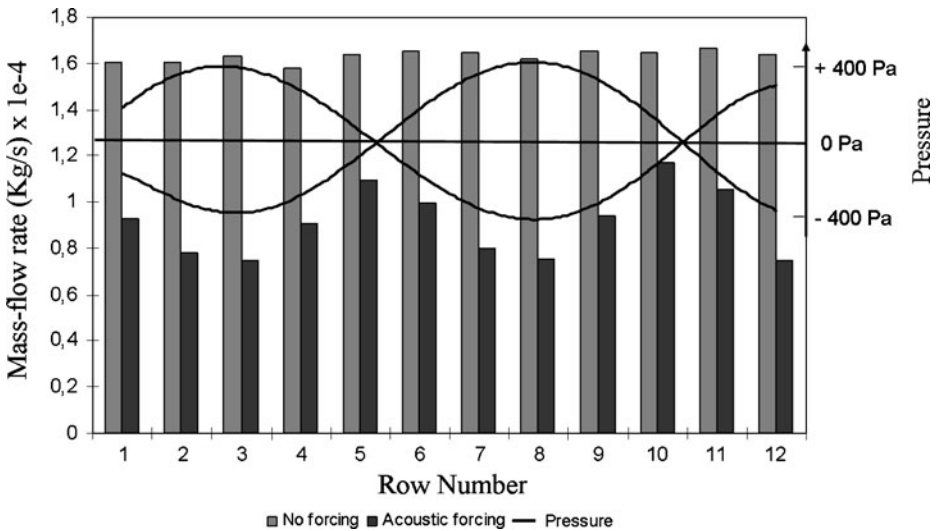 Mass-flow rate (Kg/s) x 1e-4
1,8
1,6
1,4
1,2
1
0,8
0,6
0,4
0,2
0
+ 400 Pa
0 Pa
- 400 Pa
Pressure
1 2 3 4 5 6 7 8 9 10 11 12
Row Number
No forcing Acoustic forcing Pressure